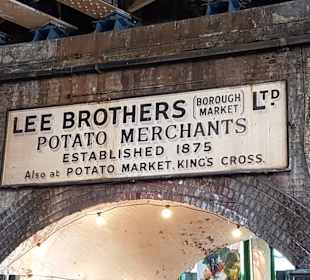 LEE BROTHERS (BOROUGH MARKET) LTD.
POTATO MERCHANTS
ESTABLISHED 1875
Also at POTATO MARKET, KING'S CROSS.